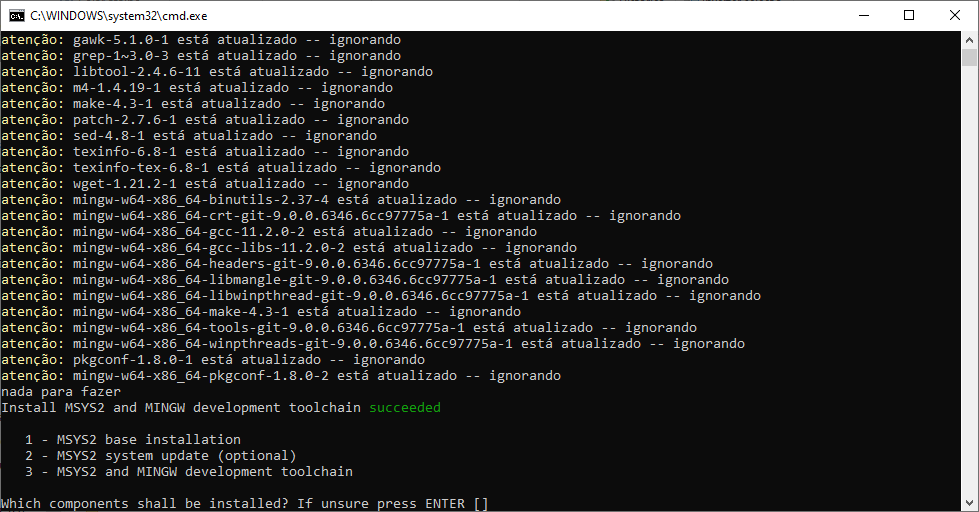 C:\WINDOWS\system32\cmd.exe
atenção: gawk-5.1.0-1 está atualizado -- ignorando
atenção: grep-1~3.0-3 está atualizado -- ignorando
atenção: libtool-2.4.6-11 está atualizado -- ignorando
atenção: m4-1.4.19-1 está atualizado -- ignorando
atenção: make-4.3-1 está atualizado -- ignorando
atenção: patch-2.7.6-1 está atualizado -- ignorando
atenção: sed-4.8-1 está atualizado -- ignorando
atenção: texinfo-6.8-1 está atualizado -- ignorando
atenção: texinfo-tex-6.8-1 está atualizado -- ignorando
atenção: wget-1.21.2-1 está atualizado -- ignorando
atenção: mingw-w64-x86_64-binutils-2.37-4 está atualizado -- ignorando
atenção: mingw-w64-x86_64-crt-git-9.0.0.6346.6cc97775a-1 está atualizado -- ignorando
atenção: mingw-w64-x86_64-gcc-11.2.0-2 está atualizado -- ignorando
atenção: mingw-w64-x86_64-gcc-libs-11.2.0-2 está atualizado -- ignorando
atenção: mingw-w64-x86_64-headers-git-9.0.0.6346.6cc97775a-1 está atualizado -- ignorando
atenção: mingw-w64-x86_64-libmangle-git-9.0.0.6346.6cc97775a-1 está atualizado -- ignorando
atenção: mingw-w64-x86_64-libwinpthread-git-9.0.0.6346.6cc97775a-1 está atualizado -- ignorando
atenção: mingw-w64-x86_64-make-4.3-1 está atualizado -- ignorando
atenção: mingw-w64-x86_64-tools-git-9.0.0.6346.6cc97775a-1 está atualizado -- ignorando
atenção: mingw-w64-x86_64-winpthreads-git-9.0.0.6346.6cc97775a-1 está atualizado -- ignorando
atenção: pkgconf-1.8.0-1 está atualizado -- ignorando
atenção: mingw-w64-x86_64-pkgconf-1.8.0-2 está atualizado -- ignorando
nada para fazer
Install MSYS2 and MINGW development toolchain succeeded
1 - MSYS2 base installation
2 - MSYS2 system update (optional)
3 - MSYS2 and MINGW development toolchain
Which components shall be installed? If unsure press ENTER []